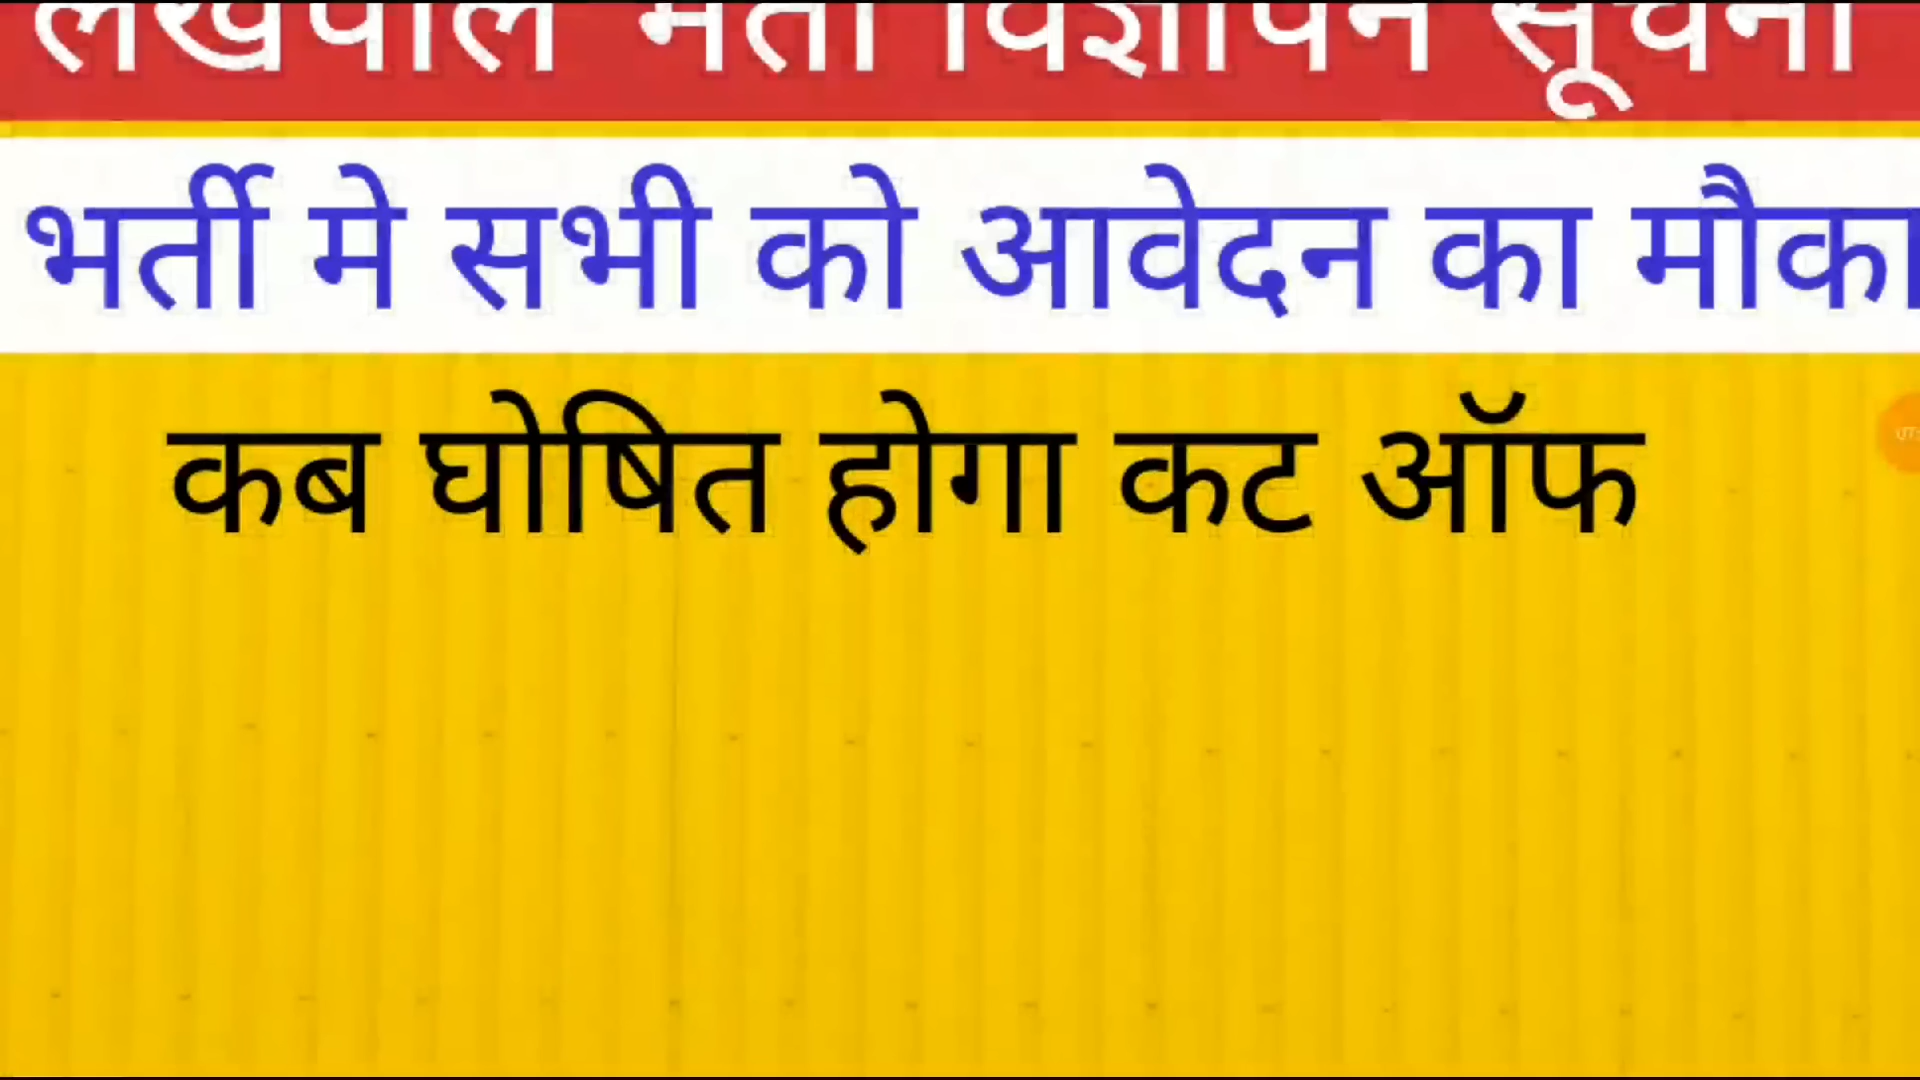 लेखपाल भर्ती विज्ञापन सूचना
भर्ती मे सभी को आवेदन का मौका
कब घोषित होगा कट ऑफ